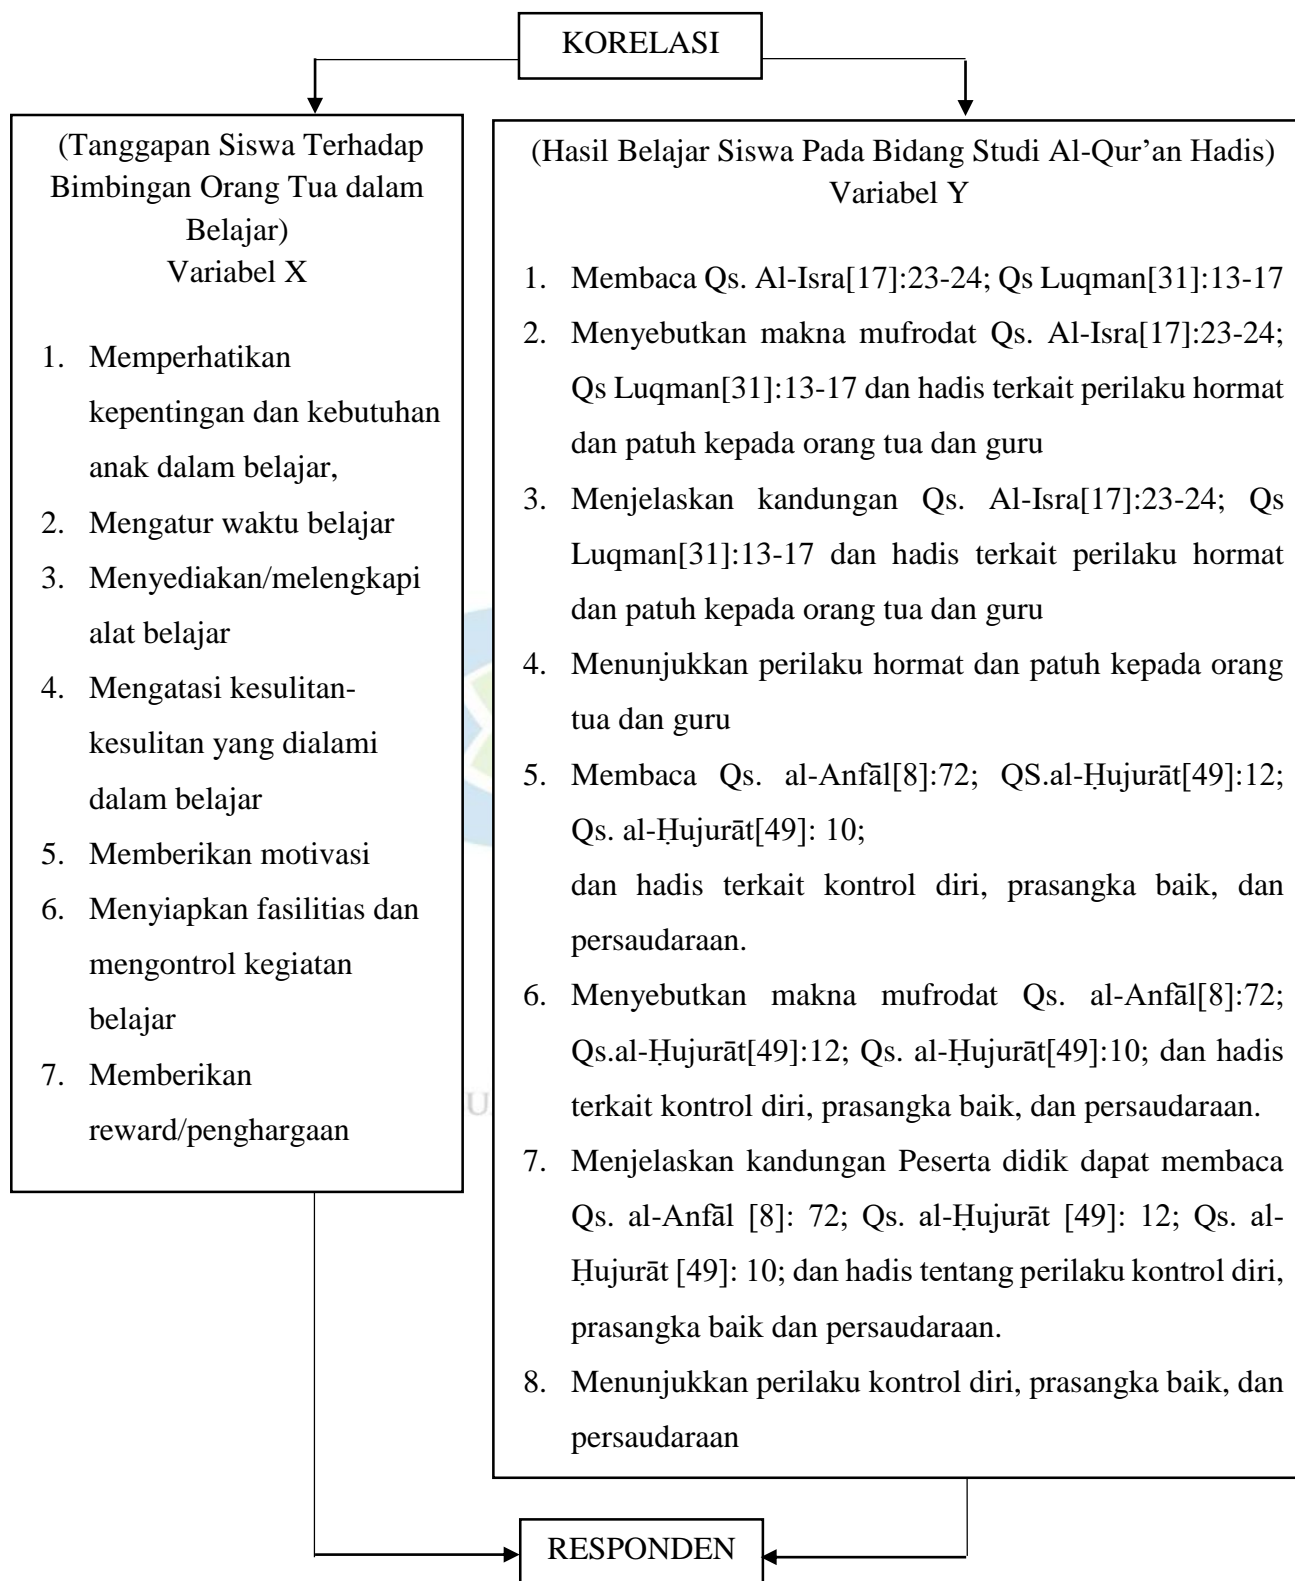 KORELASI
(Tanggapan Siswa Terhadap
Bimbingan Orang Tua dalam
Belajar)
Variabel X
1. Memperhatikan
kepentingan dan kebutuhan
anak dalam belajar,
2. Mengatur waktu belajar
3. Menyediakan/melengkapi
alat belajar
4. Mengatasi kesulitan-
kesulitan yang dialami
dalam belajar
5. Memberikan motivasi
6. Menyiapkan fasilitias dan
mengontrol kegiatan
belajar
7. Memberikan
reward/penghargaan
(Hasil Belajar Siswa Pada Bidang Studi Al-Qur’an Hadis)
Variabel Y
1. Membaca Qs. Al-Isra[17]:23-24; Qs Luqman[31]:13-17
2. Menyebutkan makna mufrodat Qs. Al-Isra[17]:23-24;
Qs Luqman[31]:13-17 dan hadis terkait perilaku hormat
dan patuh kepada orang tua dan guru
3. Menjelaskan kandungan Qs. Al-Isra[17]:23-24; Qs
Luqman[31]:13-17 dan hadis terkait perilaku hormat
dan patuh kepada orang tua dan guru
4. Menunjukkan perilaku hormat dan patuh kepada orang
tua dan guru
5. Membaca Qs. al-Anfāl[8]:72; QS.al-Ḥujurāt[49]:12;
Qs. al-Ḥujurāt[49]: 10;
dan hadis terkait kontrol diri, prasangka baik, dan
persaudaraan.
6. Menyebutkan makna mufrodat Qs. al-Anfāl[8]:72;
Qs.al-Ḥujurāt[49]:12; Qs. al-Ḥujurāt[49]:10; dan hadis
terkait kontrol diri, prasangka baik, dan persaudaraan.
7. Menjelaskan kandungan Peserta didik dapat membaca
Qs. al-Anfāl [8]: 72; Qs. al-Ḥujurāt [49]: 12; Qs. al-
Ḥujurāt [49]: 10; dan hadis tentang perilaku kontrol diri,
prasangka baik dan persaudaraan.
8. Menunjukkan perilaku kontrol diri, prasangka baik, dan
persaudaraan
RESPONDEN